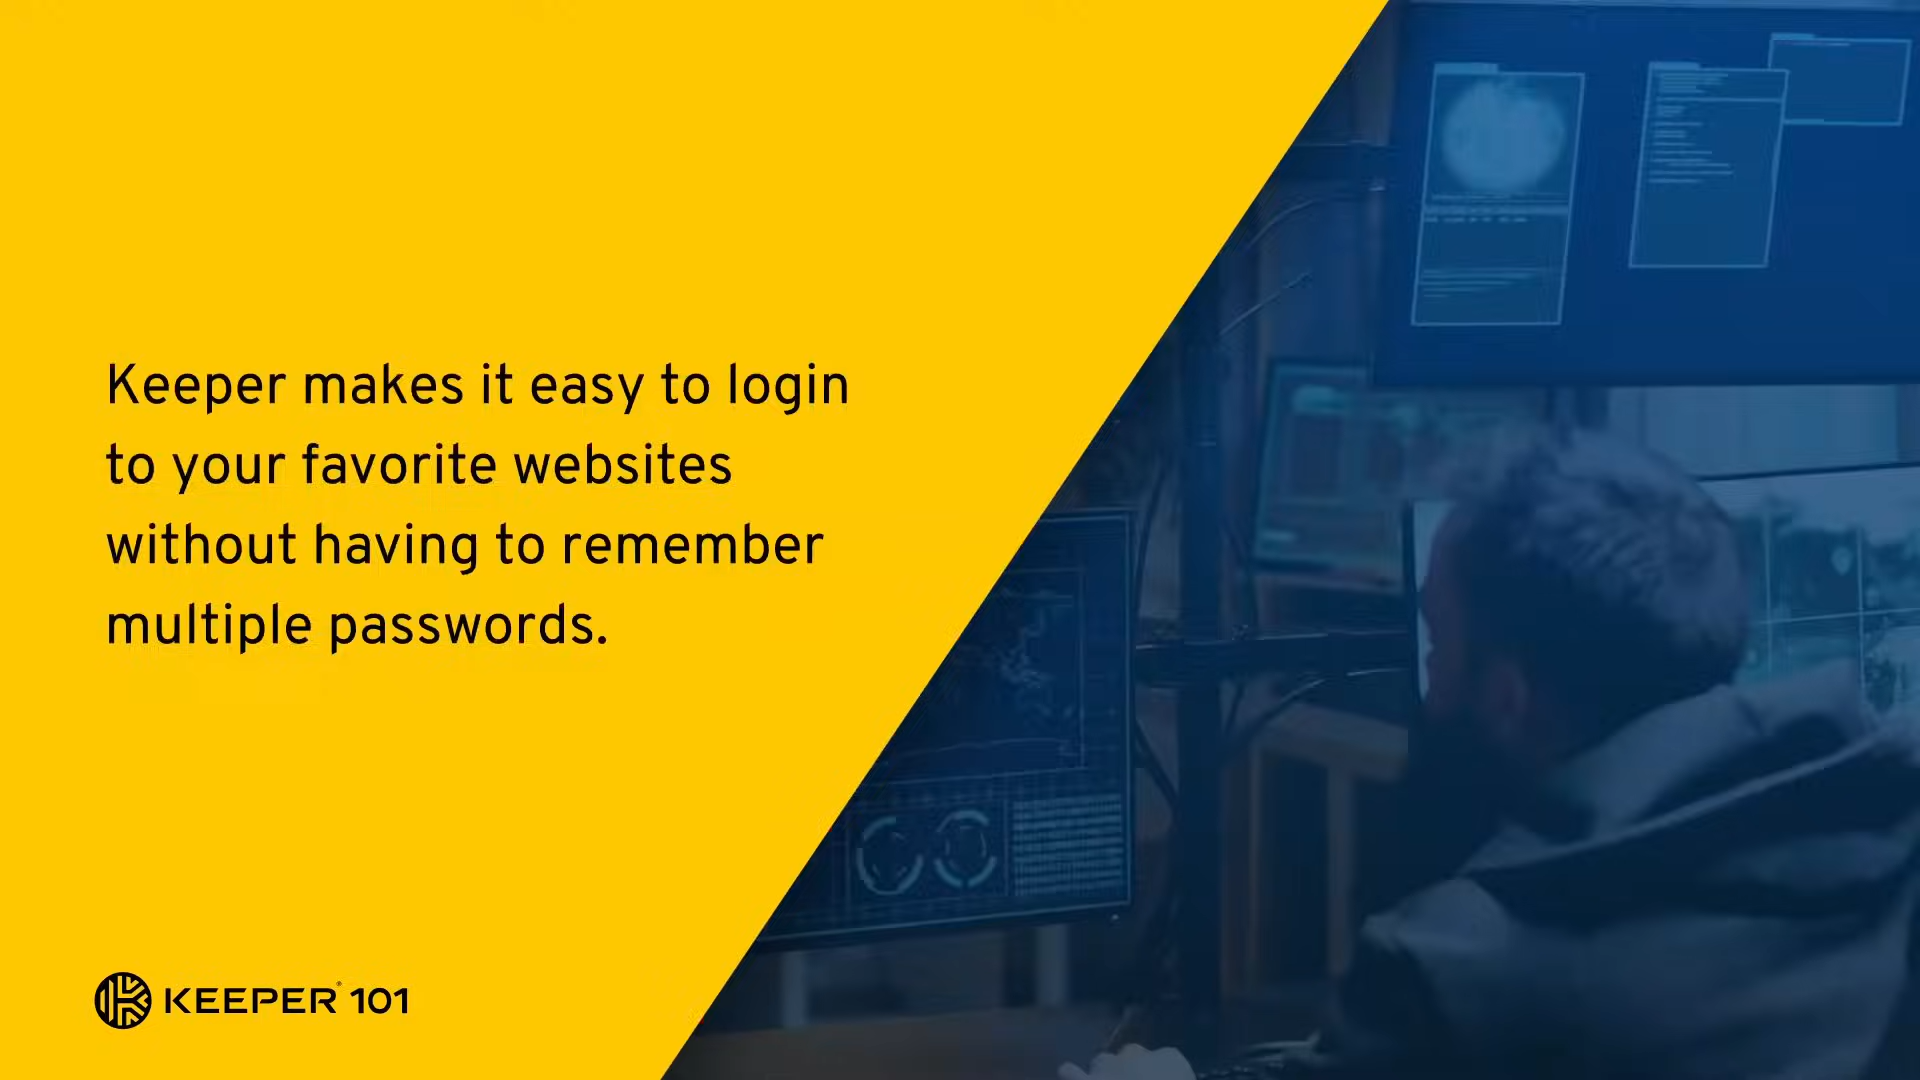 Keeper makes it easy to login
to your favorite websites
without having to remember
multiple passwords.
KEEPER® 101